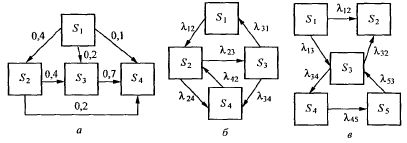 S₁
0,4
0,1
0,2
S₂
0,4
S₃
0,7
S₄
0,2
а
S₁
λ₁₂
λ₃₁
S₂
λ₂₃
S₃
λ₄₂
λ₂₄
λ₃₄
S₄
б
S₁
λ₁₂
S₂
λ₁₃
λ₃₂
S₃
λ₃₄
λ₅₃
S₄
λ₄₅
S₅
в